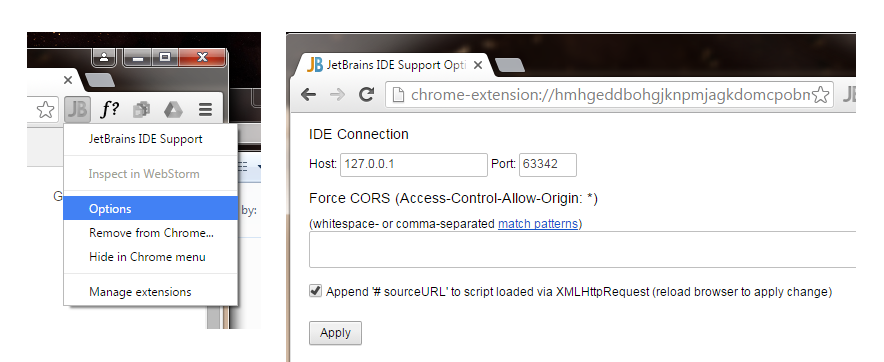 JB f?
JetBrains IDE Support
Inspect in WebStorm
G
Options
by:
Remove from Chrome...
Hide in Chrome menu
Manage extensions
JB JetBrains IDE Support Opti
chrome-extension://hmhgeddbohgjknpmjagkdomcpobn
JB
IDE Connection
Host: 127.0.0.1 Port: 63342
Force CORS (Access-Control-Allow-Origin: *)
(whitespace- or comma-separated match patterns)
Append '# sourceURL' to script loaded via XMLHttpRequest (reload browser to apply change)
Apply